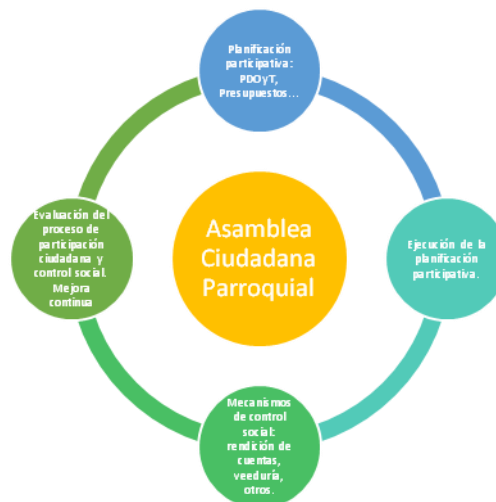 Planificación
participativa:
PDOyT,
Presupuestos...
Evaluación del
proceso de
participación
ciudadana y
control social.
Mejora
continua
Asamblea
Ciudadana
Parroquial
Ejecución de la
planificación
participativa.
Mecanismos
de control
social:
rendición de
cuentas,
veeduría,
otros.